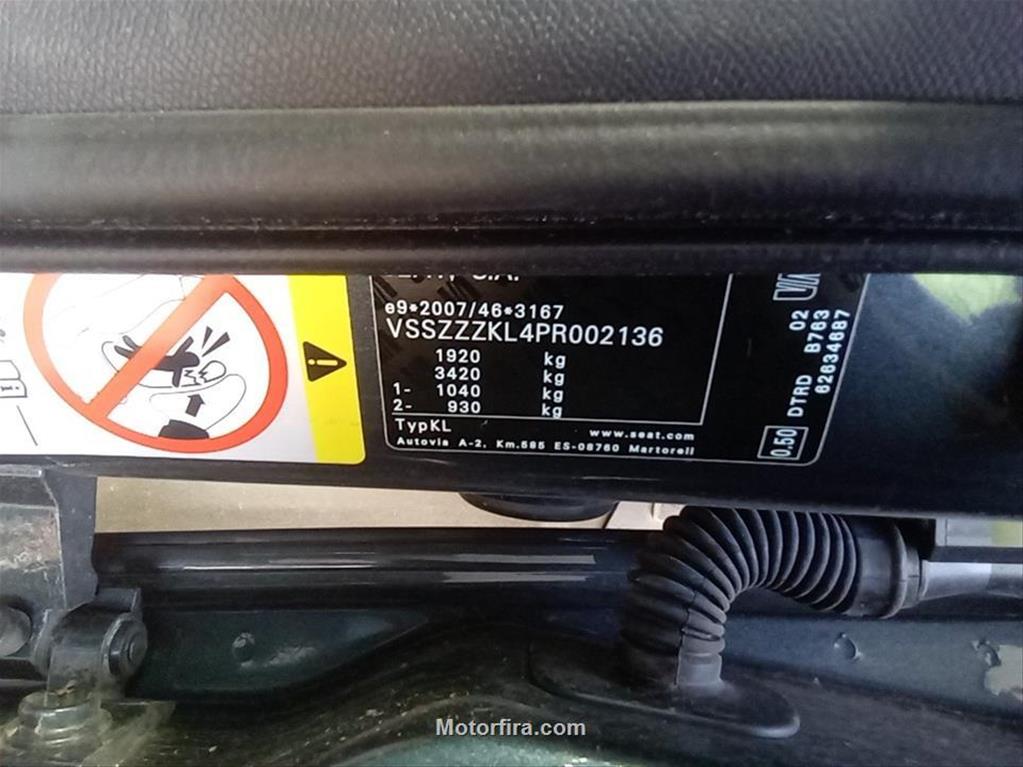 S.A.
e9*2007/46*3167
VSSZZZKL4PR002136
1920 kg
3420 kg
1- 1040 kg
2- 930 kg
TypKL
www.seat.com
Autovia A-2, Km.585 ES-08760 Martorell
0.50 DTRD B763 02
62634687
Motorfira.com